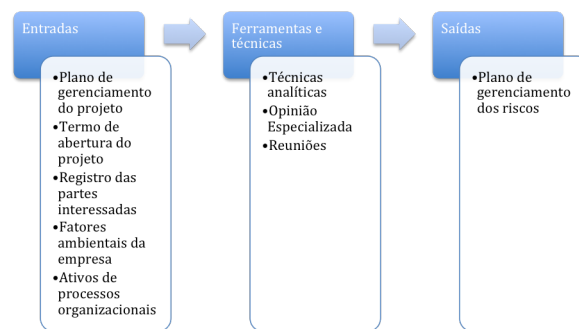 Entradas
•Plano de
gerenciamento
do projeto
•Termo de
abertura do
projeto
•Registro das
partes
interessadas
•Fatores
ambientais da
empresa
•Ativos de
processos
organizacionais
Ferramentas e
técnicas
•Técnicas
analíticas
•Opinião
Especializada
•Reuniões
Saídas
•Plano de
gerenciamento
dos riscos